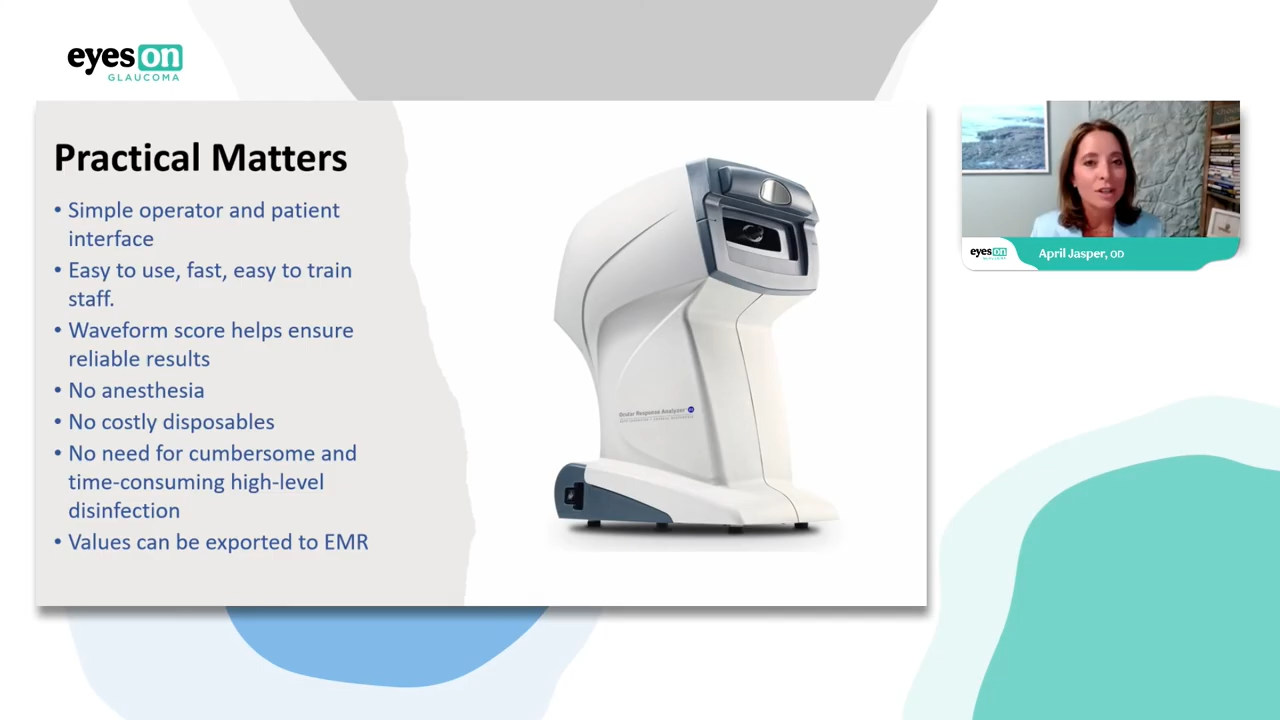 eyes on
GLAUCOMA
Practical Matters
• Simple operator and patient
interface
• Easy to use, fast, easy to train
staff.
• Waveform score helps ensure
reliable results
• No anesthesia
• No costly disposables
• No need for cumbersome and
time-consuming high-level
disinfection
• Values can be exported to EMR
Ocular Response Analyzer
eyes on
April Jasper, OD